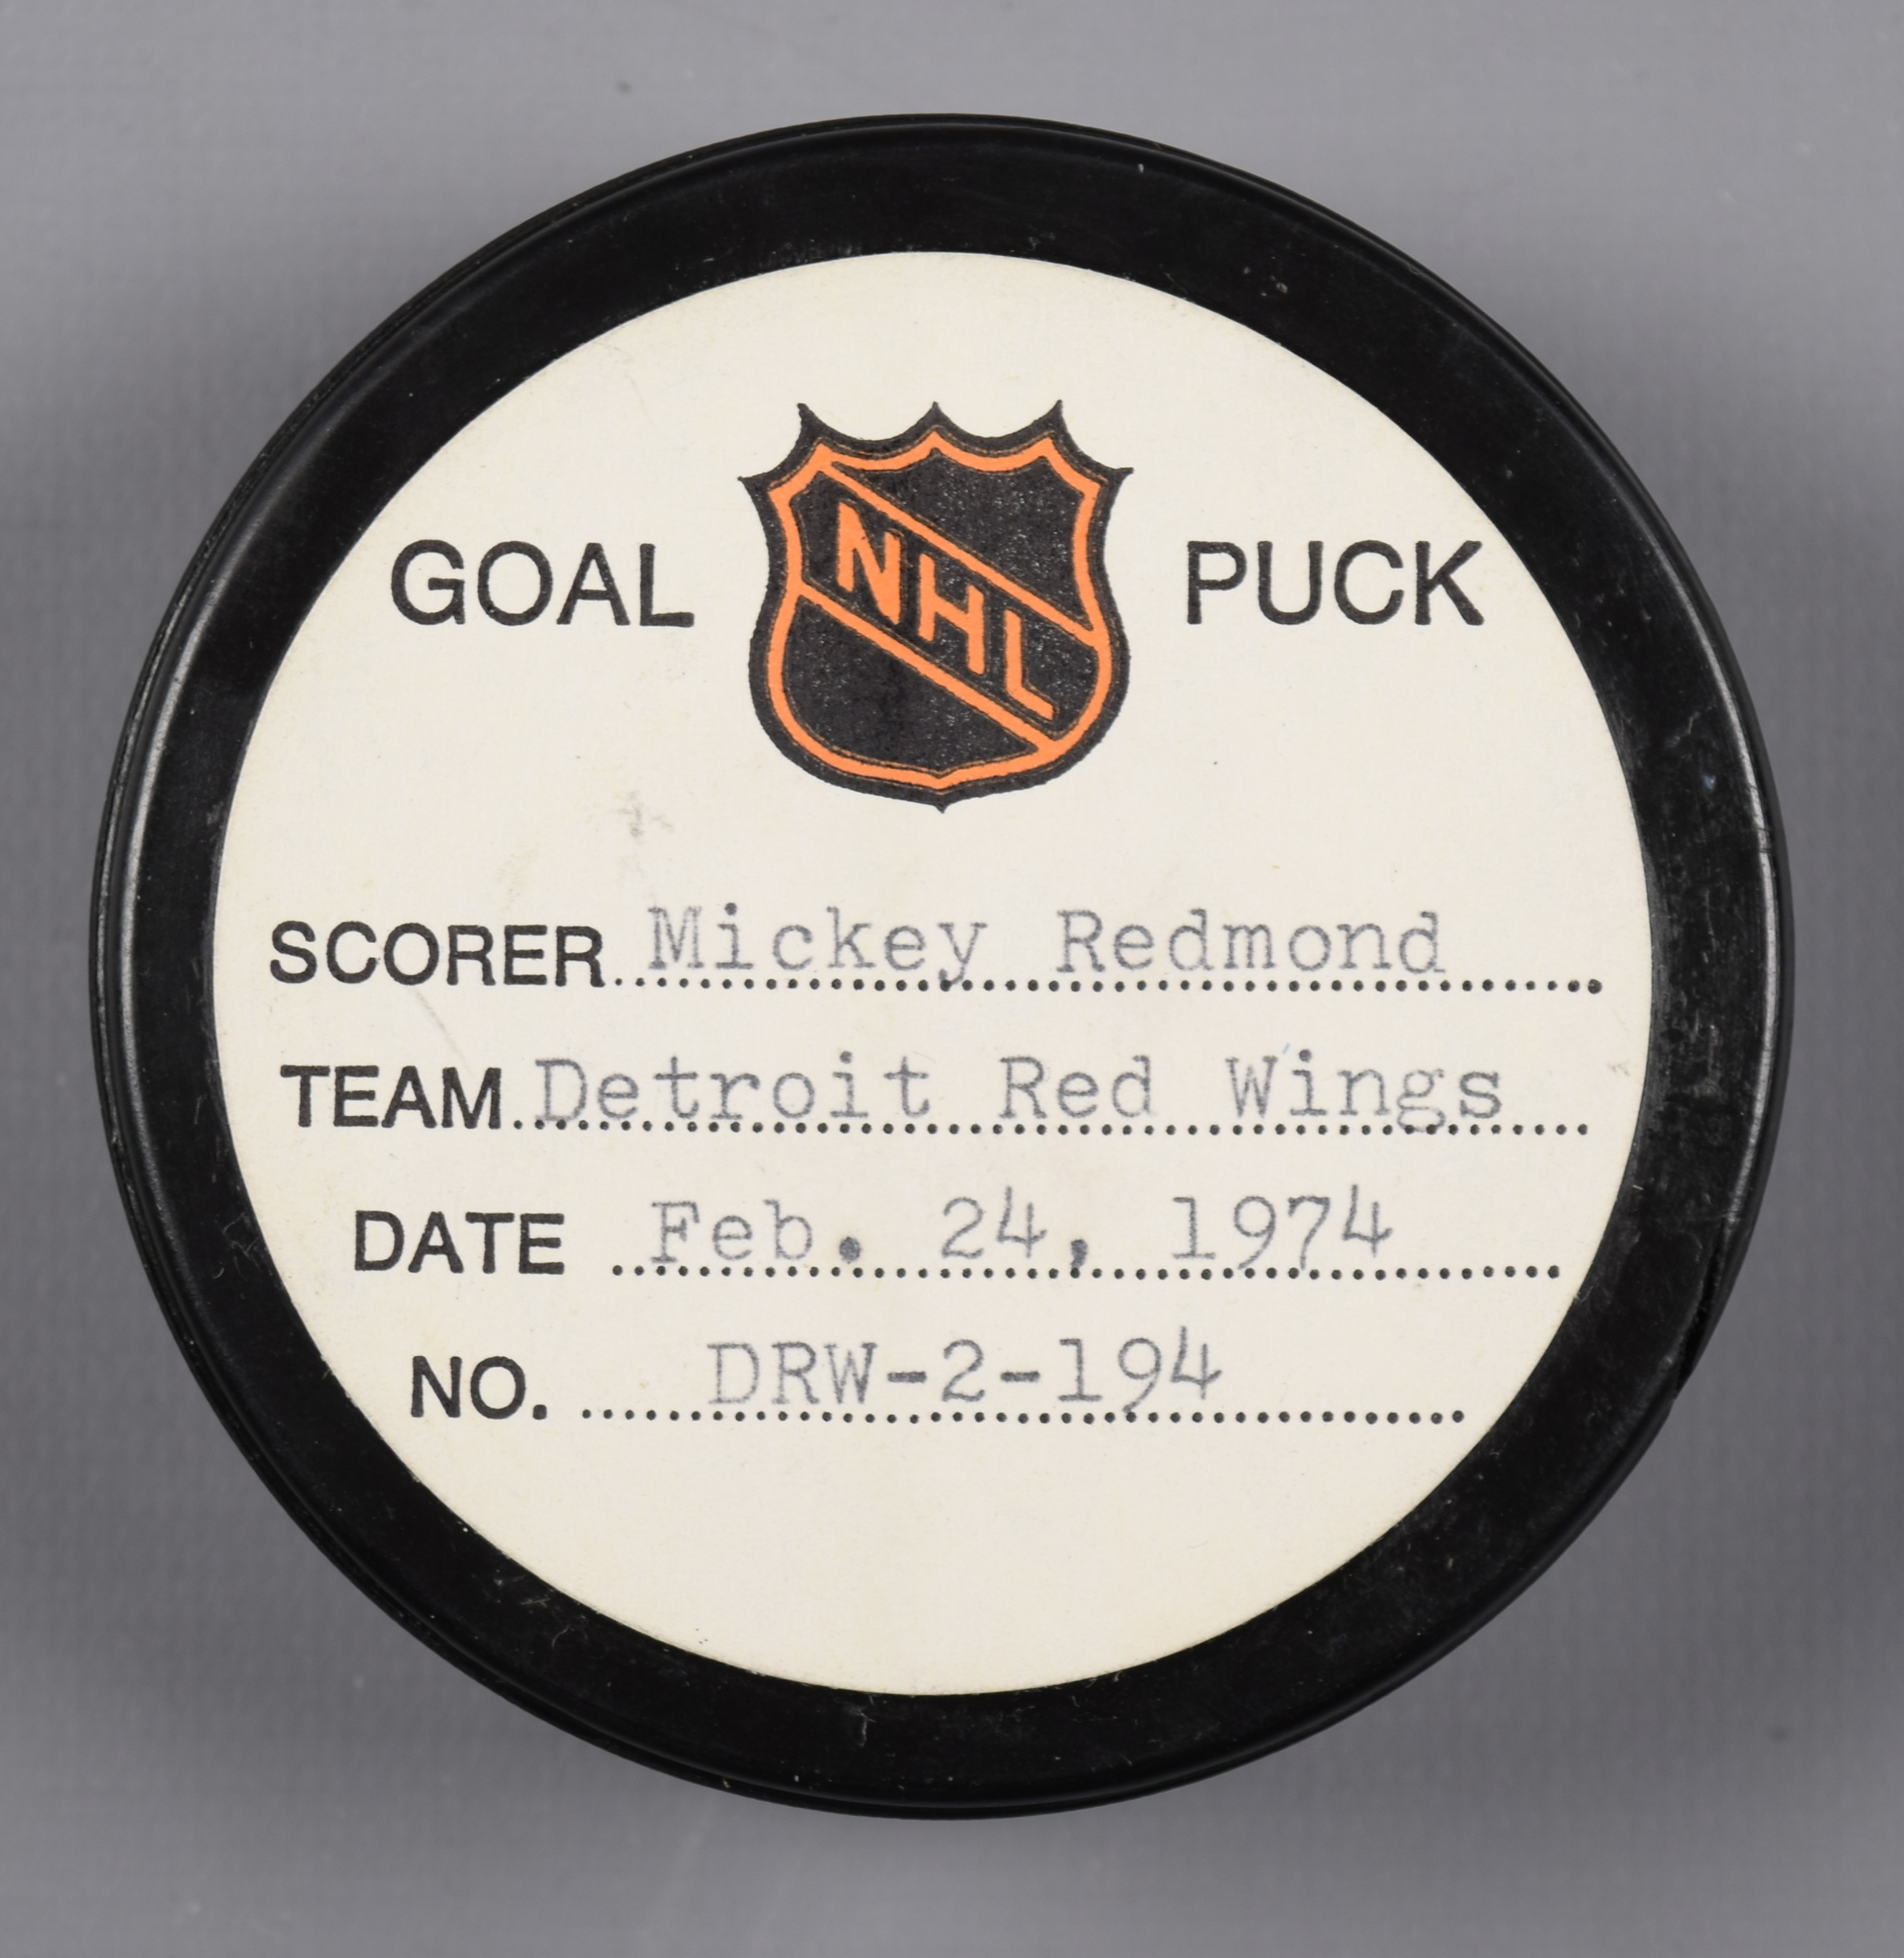 GOAL NHL PUCK
SCORER Mickey Redmond
TEAM Detroit Red Wings
DATE Feb. 24, 1974
NO. DRW-2-194